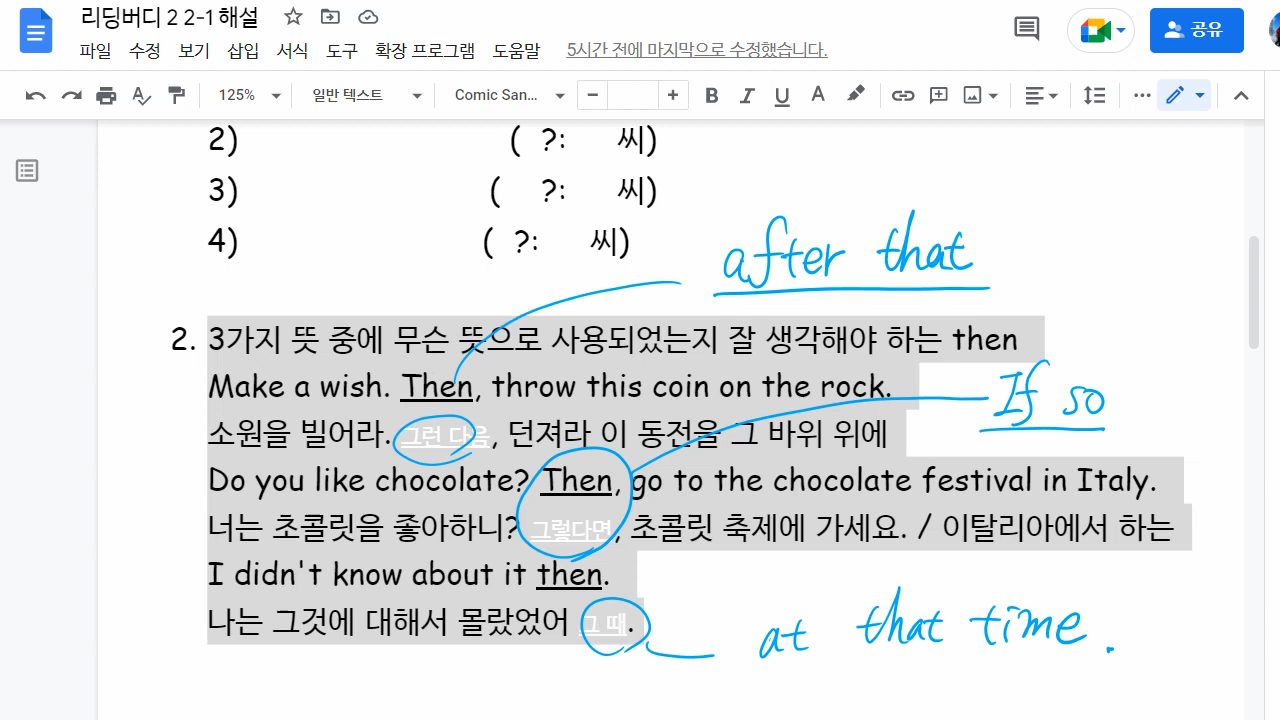 리딩버디 2 2-1 해설
파일 수정 보기 삽입 서식 도구 확장 프로그램 도움말 5시간 전에 마지막으로 수정했습니다.
공유
125% 일반 텍스트 Comic San... − + B I U A
2) ( ?: 씨)
3) ( ?: 씨)
4) ( ?: 씨)
after that
2. 3가지 뜻 중에 무슨 뜻으로 사용되었는지 잘 생각해야 하는 then
Make a wish. Then, throw this coin on the rock.
If so
소원을 빌어라. 그런 다음, 던져라 이 동전을 그 바위 위에
Do you like chocolate? Then, go to the chocolate festival in Italy.
너는 초콜릿을 좋아하니? 그렇다면, 초콜릿 축제에 가세요. / 이탈리아에서 하는
I didn't know about it then.
나는 그것에 대해서 몰랐었어 그 때.
at that time.